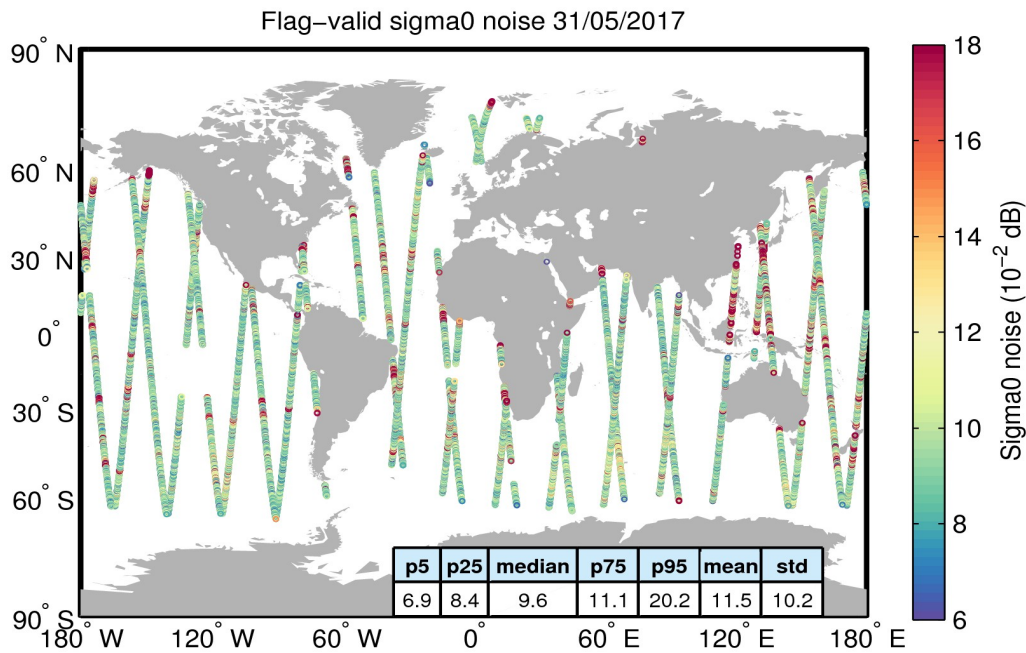 Flag−valid sigma0 noise 31/05/2017
90° N
60° N
30° N
0°
30° S
60° S
90° S
180° W
120° W
60° W
0°
60° E
120° E
180° E
p5 p25 median p75 p95 mean std
6.9 8.4 9.6 11.1 20.2 11.5 10.2
18
16
14
12
10
8
6
Sigma0 noise (10⁻² dB)